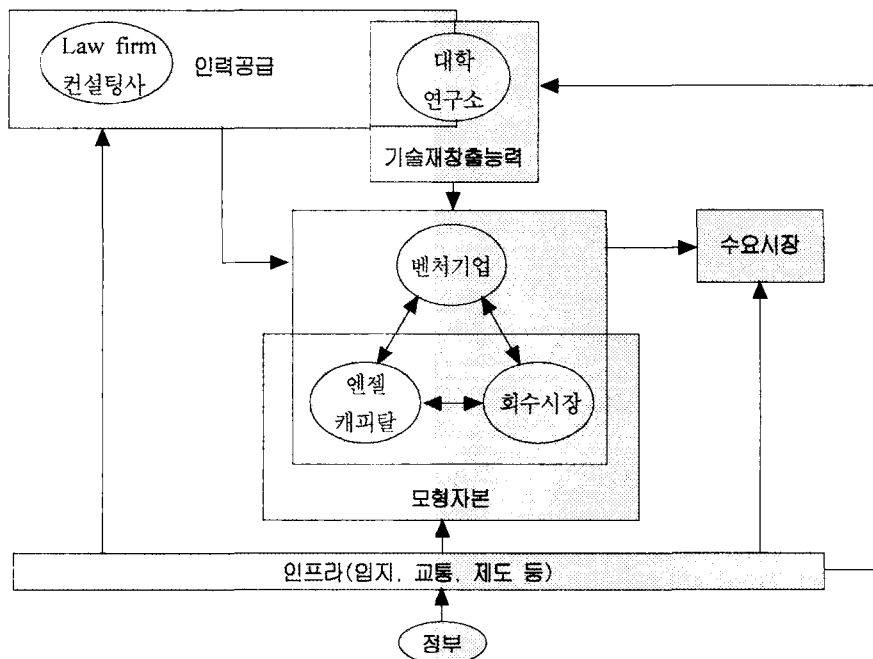 Law firm
컨설팅사
인력공급
대학
연구소
기술재창출능력
벤처기업
수요시장
엔젤
캐피탈
회수시장
모형자본
인프라(입지, 교통, 제도 등)
정부